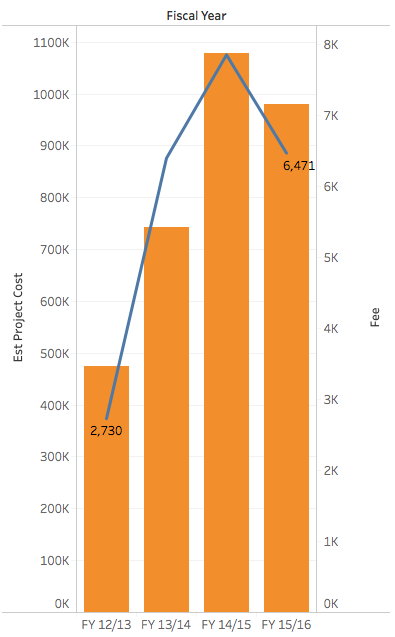 Fiscal Year
1100K
1000K
900K
800K
700K
600K
500K
400K
300K
200K
100K
0K
Est Project Cost
8K
7K
6K
5K
4K
3K
2K
1K
0K
Fee
6,471
2,730
FY 12/13 FY 13/14 FY 14/15 FY 15/16